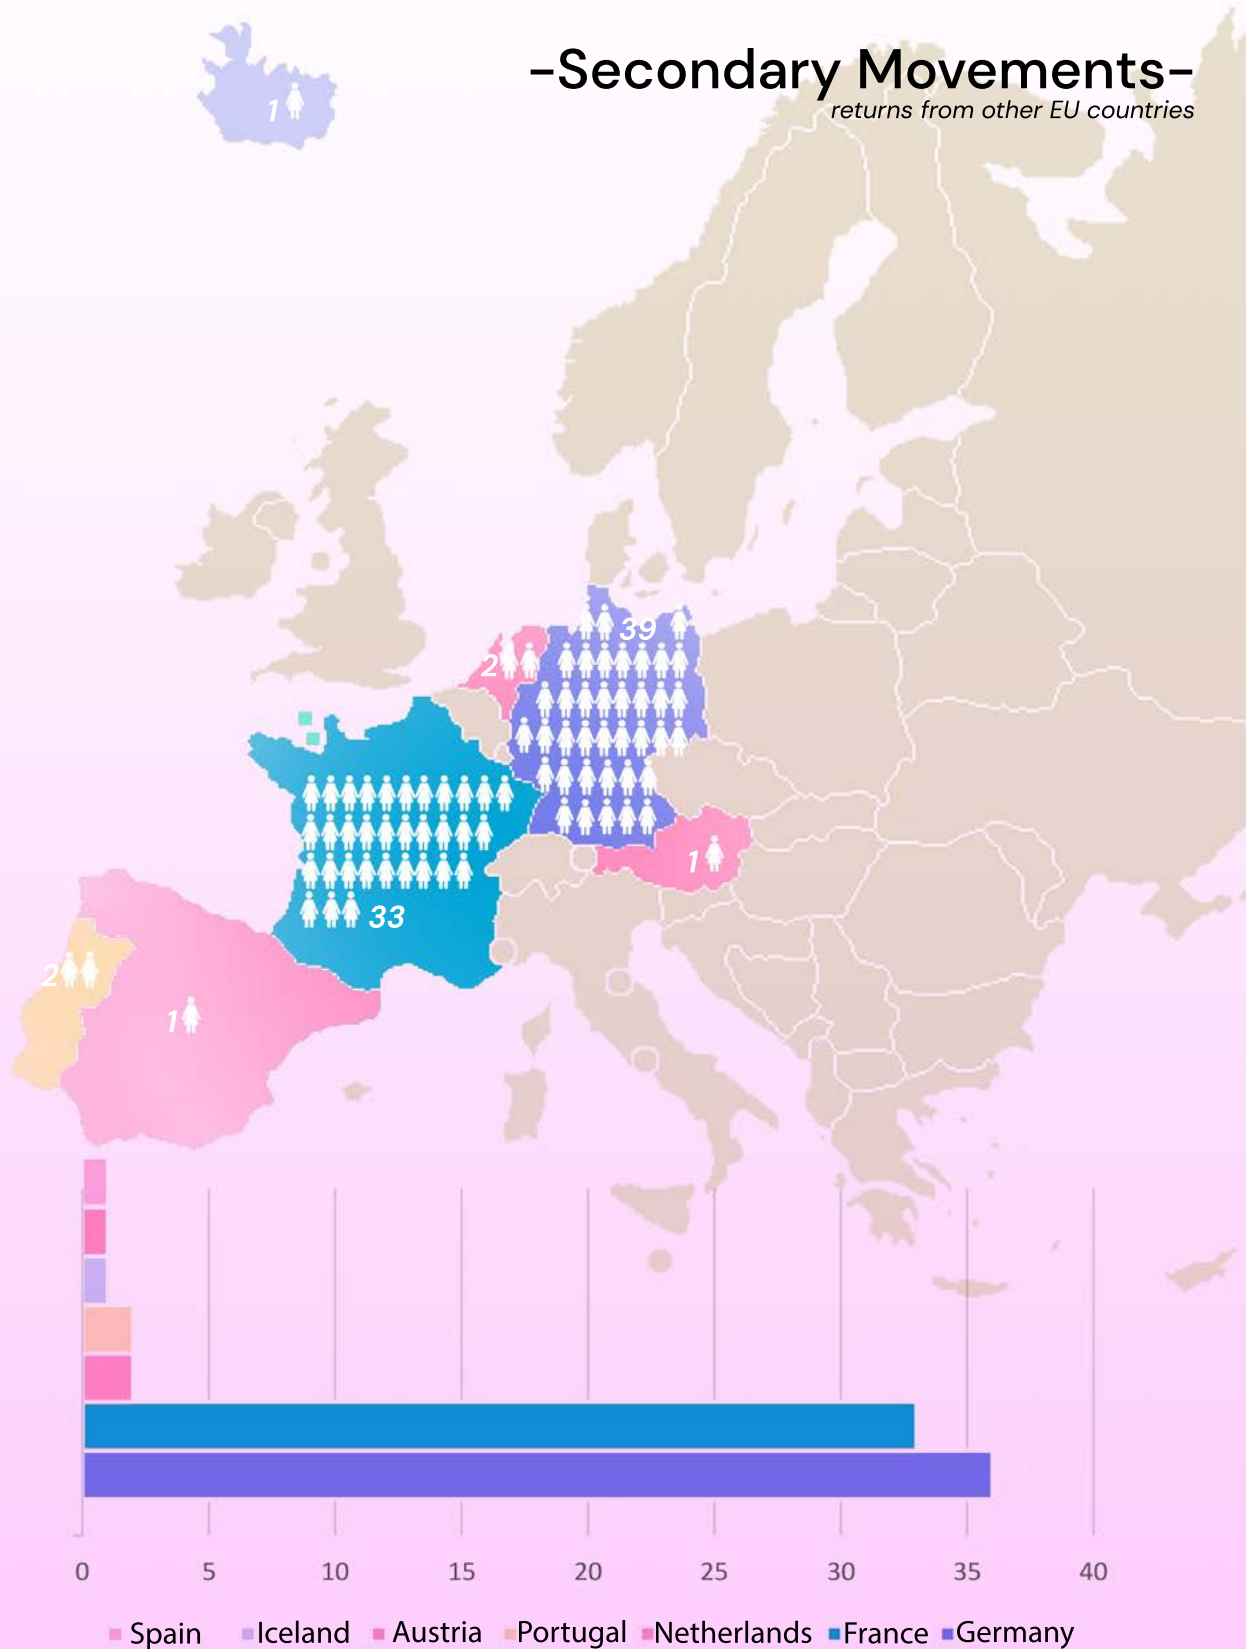 -Secondary Movements-
returns from other EU countries
1
39
2
1
33
2
1
0 5 10 15 20 25 30 35 40
Spain Iceland Austria Portugal Netherlands France Germany